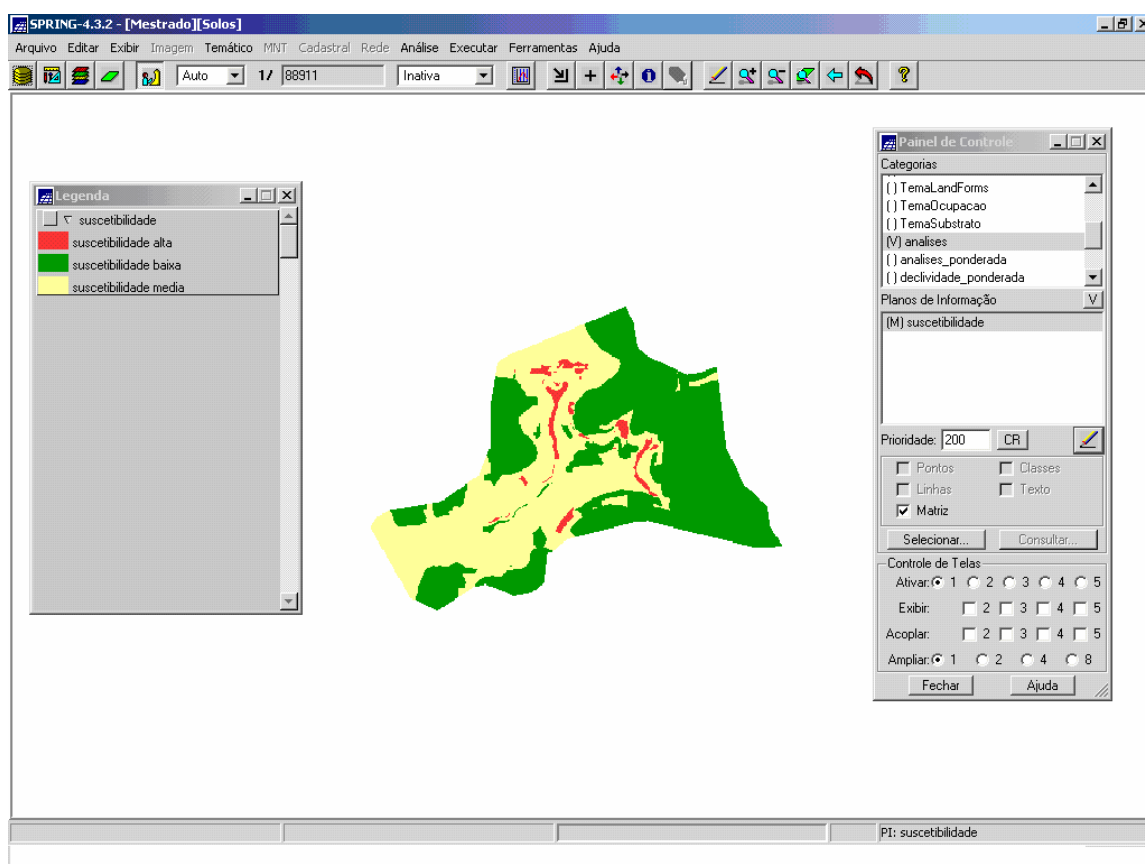 SPRING-4.3.2 - [Mestrado][Solos]
Arquivo Editar Exibir Imagem Temático MNT Cadastral Rede Análise Executar Ferramentas Ajuda
Auto 1/ 88911 Inativa
Legenda
suscetibilidade
suscetibilidade alta
suscetibilidade baixa
suscetibilidade media
Painel de Controle
Categorias
( ) TemaLandForms
( ) TemaOcupacao
( ) TemaSubstrato
(V) analises
( ) analises_ponderada
( ) declividade_ponderada
Planos de Informação V
(M) suscetibilidade
Prioridade: 200 CR
Pontos Classes
Linhas Texto
Matriz
Selecionar... Consultar...
Controle de Telas
Ativar: 1 2 3 4 5
Exibir: 2 3 4 5
Acoplar: 2 3 4 5
Ampliar: 1 2 4 8
Fechar Ajuda
PI: suscetibilidade